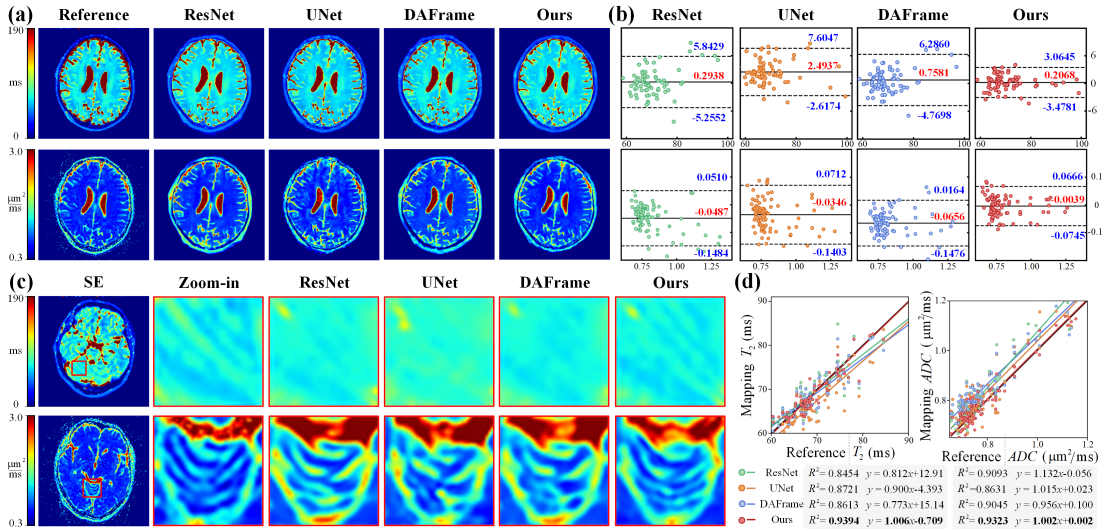 (a) Reference ResNet UNet DAFrame Ours
190
ms
0
3.0
μm²
ms
0.3
(b) ResNet UNet DAFrame Ours
5.8429 7.6047 6.2860 3.0645
0.2938 2.4937 0.7581 0.2068
-5.2552 -2.6174 -4.7698 -3.4781
6
0
-6
60 80 100 60 80 100 60 80 100 60 80 100
0.0510 0.0712 0.0164 0.0666
-0.0487 -0.0346 -0.0656 -0.0039
-0.1484 -0.1403 -0.1476 -0.0745
0.1
0
-0.1
0.75 1.00 0.75 1.00 0.75 1.00 0.75 1.00 1.25
(c) SE Zoom-in ResNet UNet DAFrame Ours
190
ms
0
3.0
μm²
ms
0.3
(d)
90
80
70
60
Mapping T₂ (ms)
60 65 70 75 80 85 90
Reference T₂ (ms)
1.2
1.0
0.8
Mapping ADC (μm²/ms)
0.8 1.0 1.2
Reference ADC (μm²/ms)
ResNet R²=0.8454 y = 0.812x+12.91 R²=0.9093 y = 1.132x-0.056
UNet R²=0.8721 y = 0.900x-4.393 R²=0.8631 y = 1.015x+0.023
DAFrame R²=0.8613 y = 0.773x+15.14 R²=0.9045 y = 0.956x+0.100
Ours R²=0.9394 y = 1.006x-0.709 R²=0.9323 y = 1.002x+0.002